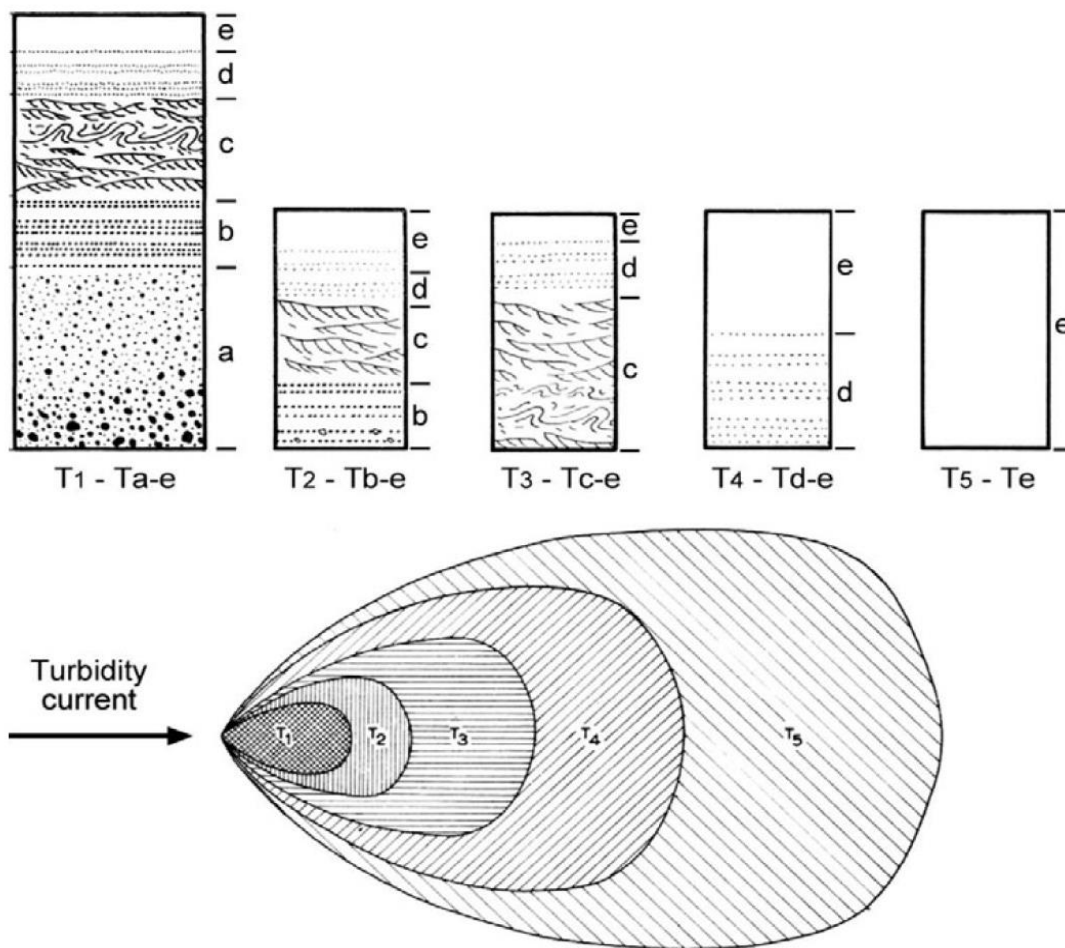 e
d
c
b
a
e
d
c
b
e
d
c
e
d
e
T1 - Ta-e
T2 - Tb-e
T3 - Tc-e
T4 - Td-e
T5 - Te
Turbidity
current
T1
T2
T3
T4
T5